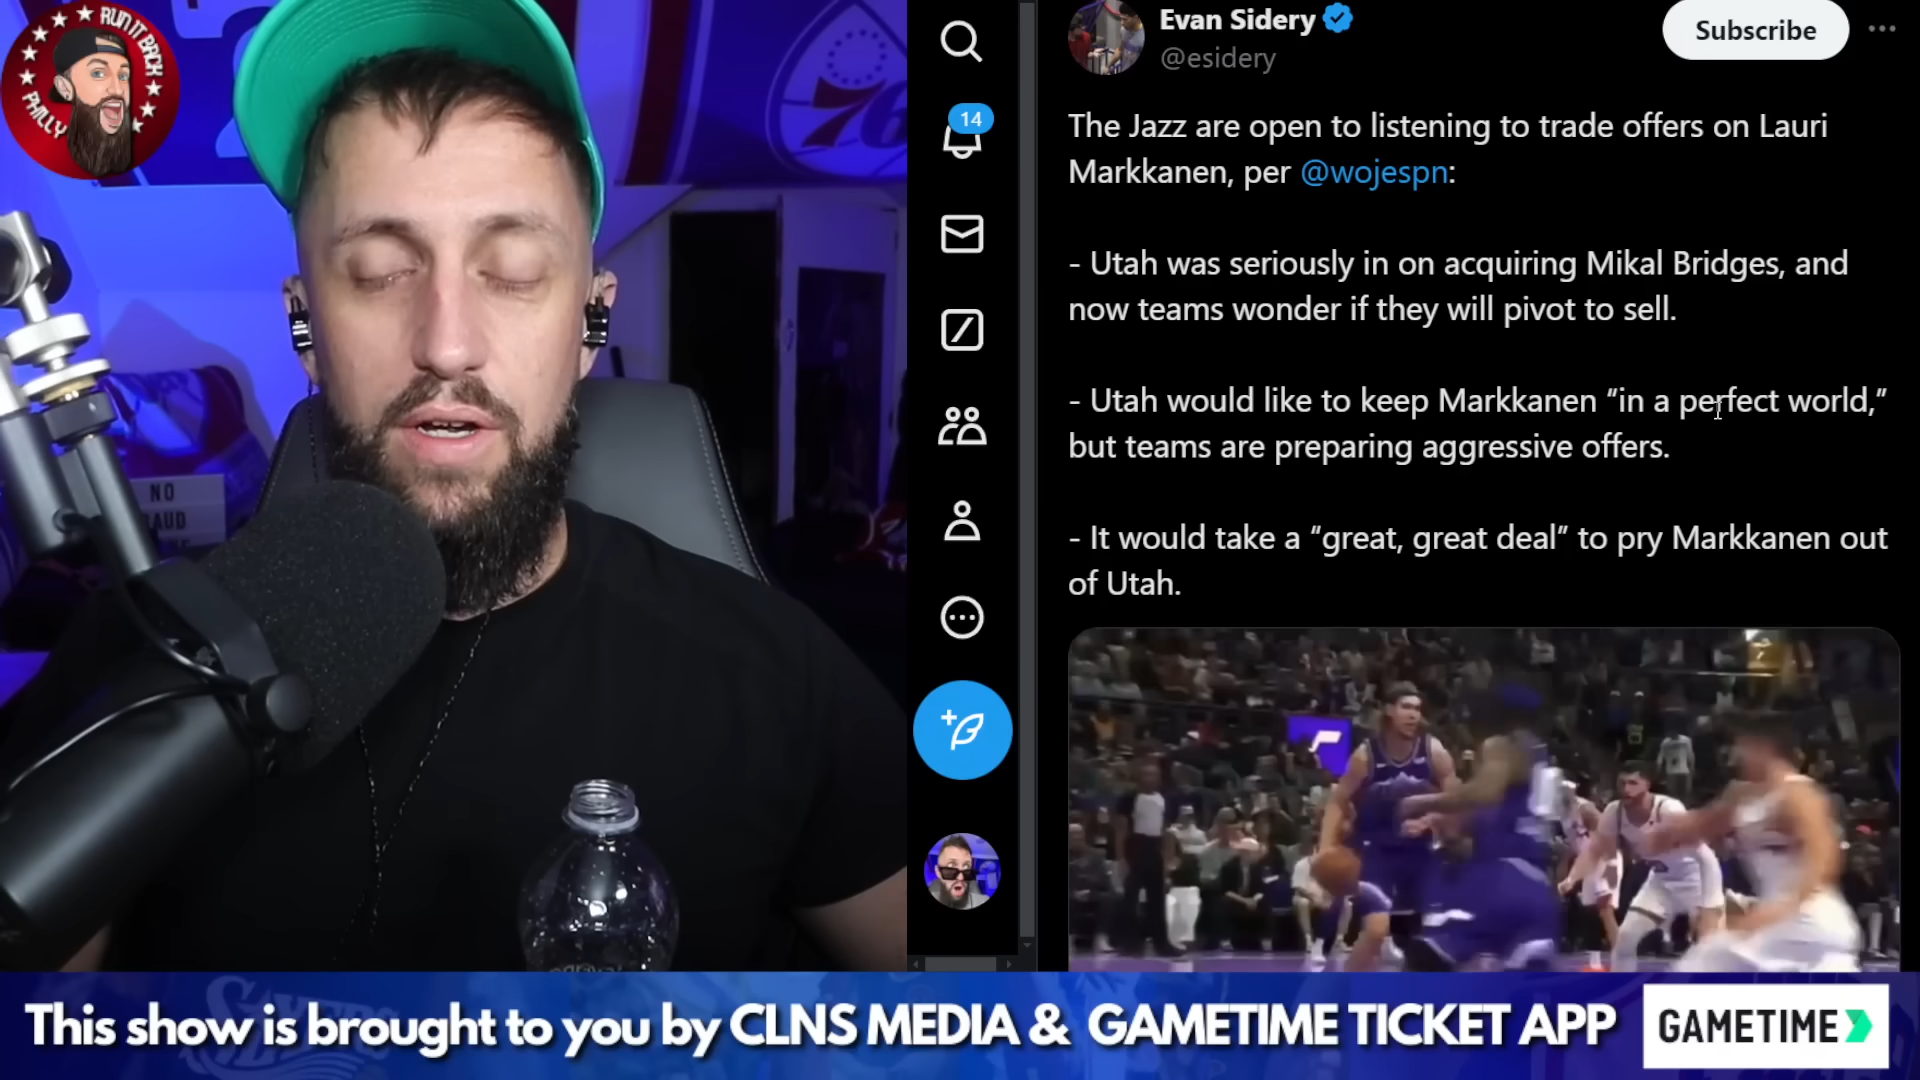 RUN IT BACK
PHILLY
76
NO
Evan Sidery
@esidery
Subscribe
14
The Jazz are open to listening to trade offers on Lauri
Markkanen, per @wojespn:
- Utah was seriously in on acquiring Mikal Bridges, and
now teams wonder if they will pivot to sell.
- Utah would like to keep Markkanen “in a perfect world,”
but teams are preparing aggressive offers.
- It would take a “great, great deal” to pry Markkanen out
of Utah.
This show is brought to you by CLNS MEDIA & GAMETIME TICKET APP
GAMETIME